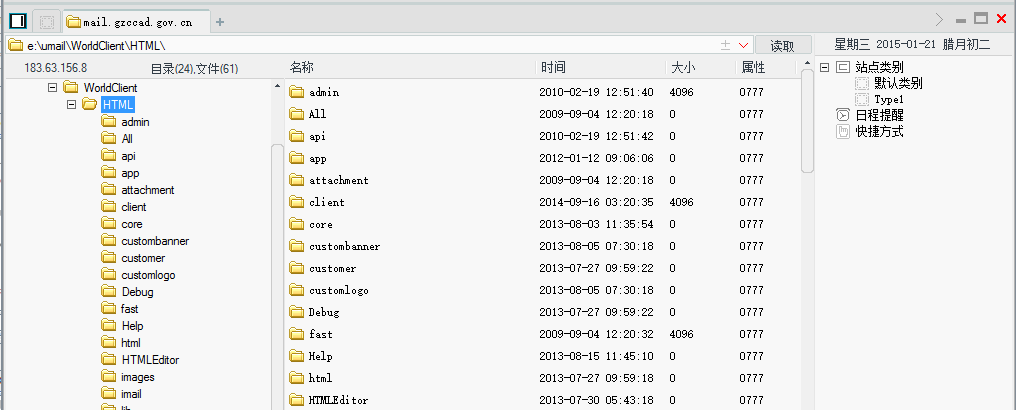 mail.gzccad.gov.cn
e:\umail\WorldClient\HTML\
读取
星期三 2015-01-21 腊月初二
183.63.156.8 目录(24),文件(61)
名称 时间 大小 属性
WorldClient
HTML
admin
All
api
app
attachment
client
core
custombanner
customer
customlogo
Debug
fast
Help
html
HTMLEditor
images
imail
lib
admin 2010-02-19 12:51:40 4096 0777
All 2009-09-04 12:20:18 0 0777
api 2010-02-19 12:51:42 0 0777
app 2012-01-12 09:06:06 0 0777
attachment 2009-09-04 12:20:18 0 0777
client 2014-09-16 03:20:35 4096 0777
core 2013-08-03 11:35:54 0 0777
custombanner 2013-08-05 07:30:18 0 0777
customer 2013-07-27 09:59:22 0 0777
customlogo 2013-08-05 07:30:18 0 0777
Debug 2013-07-27 09:59:22 0 0777
fast 2009-09-04 12:20:32 4096 0777
Help 2013-08-15 11:45:10 0 0777
html 2013-07-27 09:59:18 0 0777
HTMLEditor 2013-07-30 05:43:18 0 0777
站点类别
默认类别
Type1
日程提醒
快捷方式